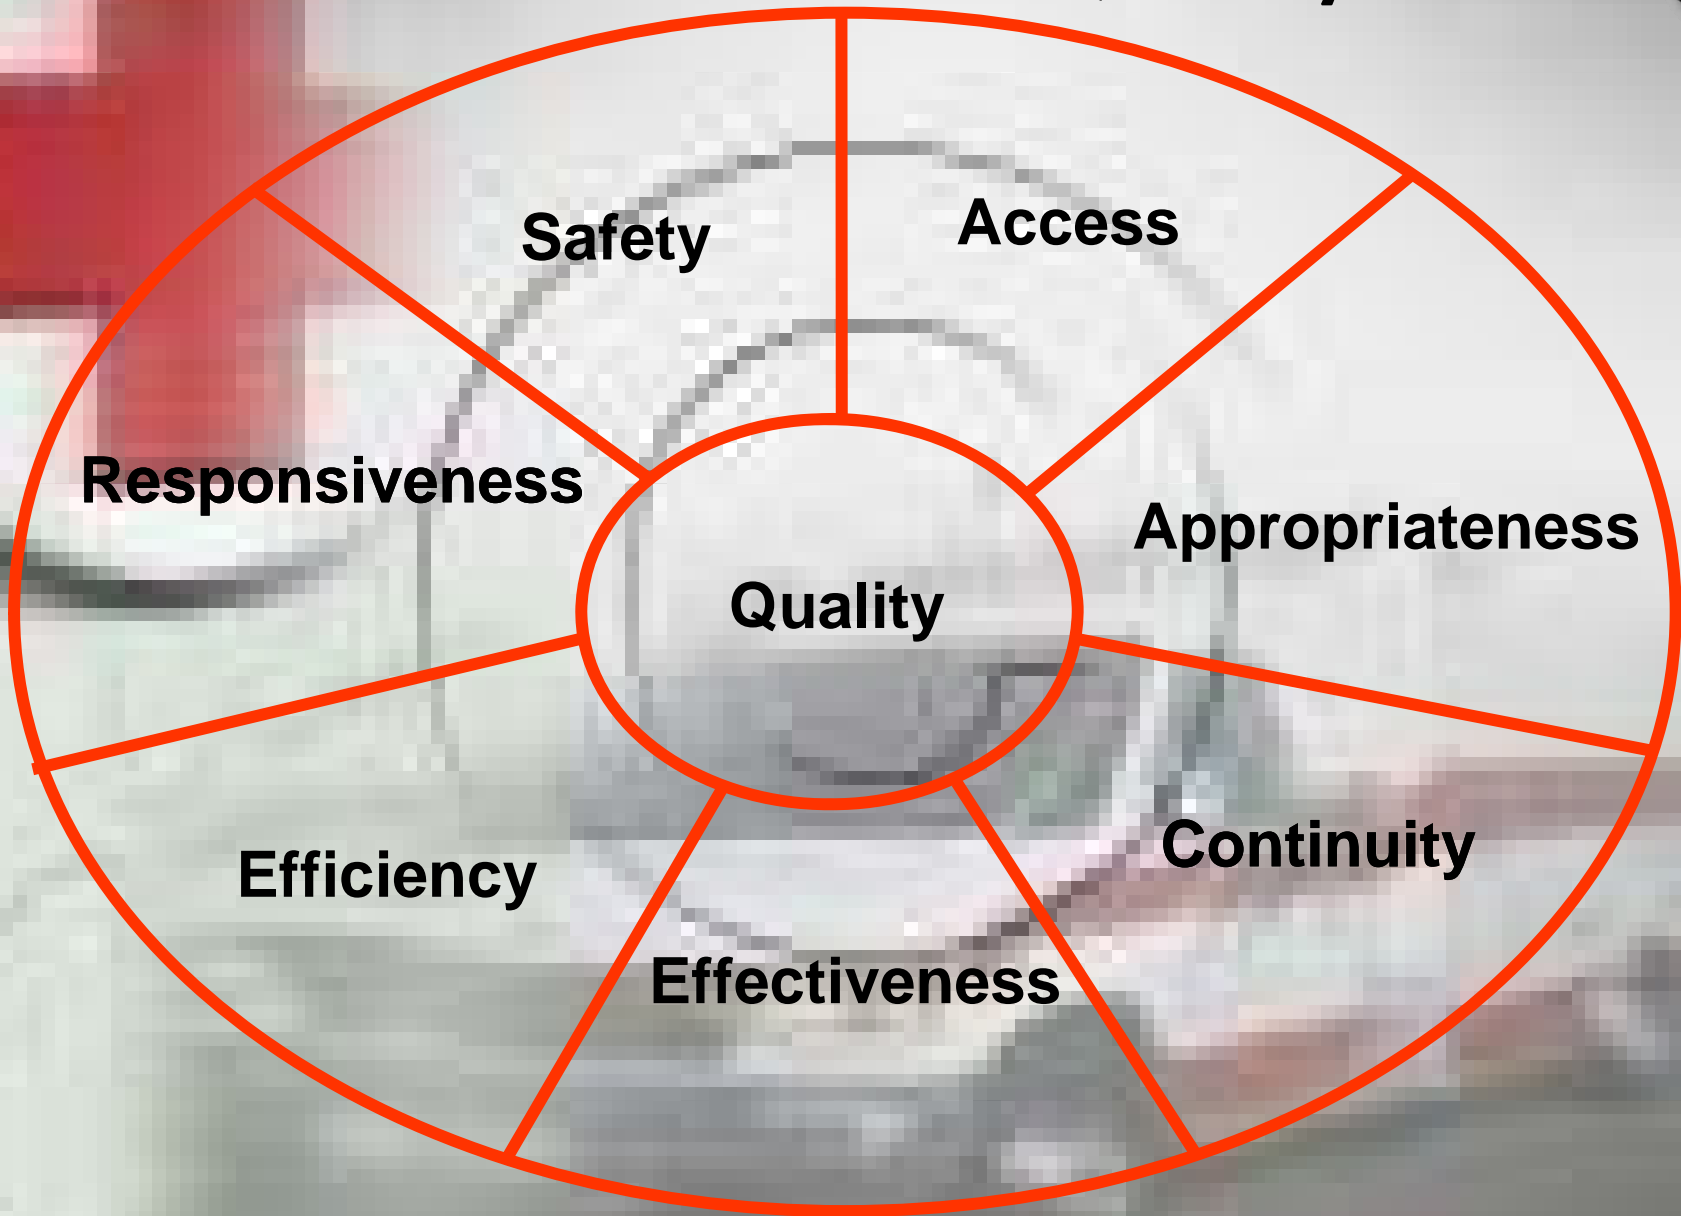 Safety
Access
Responsiveness
Appropriateness
Quality
Continuity
Efficiency
Effectiveness